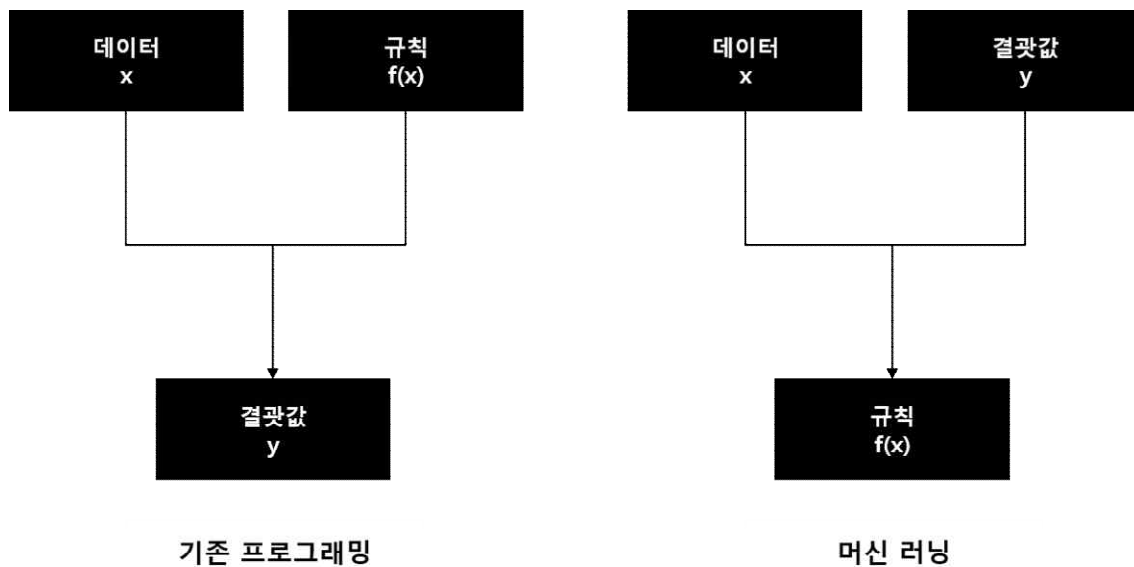 데이터
x
규칙
f(x)
결괏값
y
기존 프로그래밍
데이터
x
결괏값
y
규칙
f(x)
머신 러닝